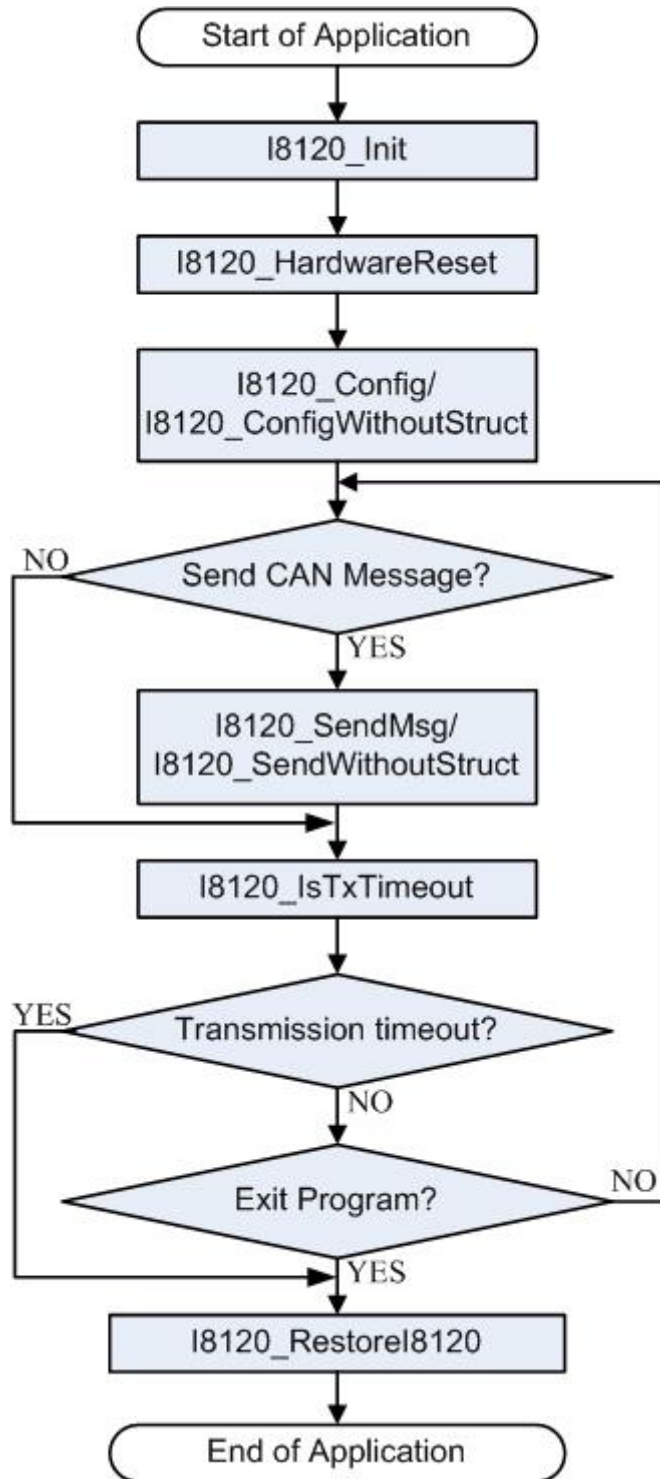 Start of Application
I8120_Init
I8120_HardwareReset
I8120_Config/
I8120_ConfigWithoutStruct
NO
Send CAN Message?
YES
I8120_SendMsg/
I8120_SendWithoutStruct
I8120_IsTxTimeout
YES
Transmission timeout?
NO
Exit Program?
NO
YES
I8120_RestoreI8120
End of Application